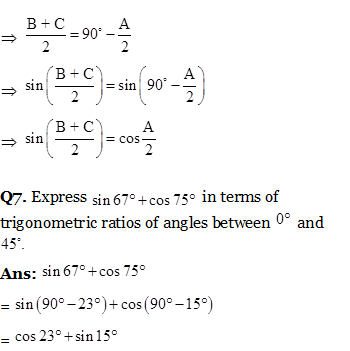 ⇒ (B + C)/2 = 90° − A/2
⇒ sin((B + C)/2) = sin(90° − A/2)
⇒ sin((B + C)/2) = cos A/2
Q7. Express sin 67° + cos 75° in terms of
trigonometric ratios of angles between 0° and
45°.
Ans: sin 67° + cos 75°
= sin(90° − 23°) + cos(90° − 15°)
= cos 23° + sin 15°